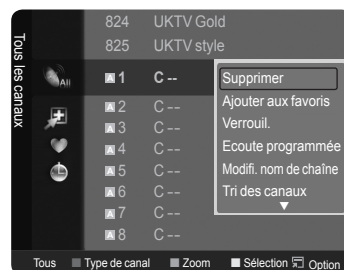 Tous les canaux
824 UKTV Gold
825 UKTV style
All
A 1 C --
A 2 C --
A 3 C --
A 4 C --
A 5 C --
A 6 C --
A 7 C --
A 8 C --
Supprimer
Ajouter aux favoris
Verrouil.
Ecoute programmée
Modifi. nom de chaîne
Tri des canaux
Tous Type de canal Zoom Sélection Option